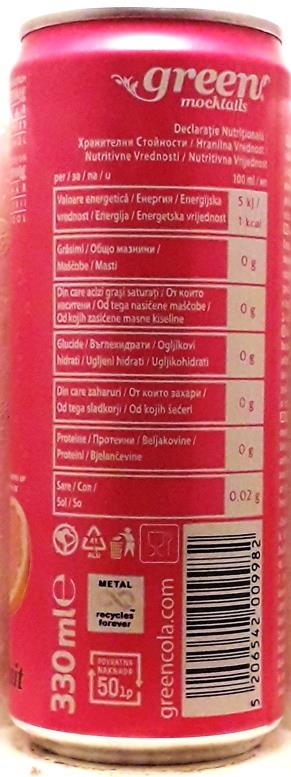 green
mocktails
Declarație Nutrițională
Хранителни Стойности / Hranilna Vrednost
Nutritivne Vrednosti / Nutritivna Vrijednost
per / за / na / u 100 ml / мл
Valoare energetică / Енергия / Energijska 5 kJ /
vrednost / Energija / Energetska vrijednost 1 kcal
Grăsimi / Общо мазнини /
Maščobe / Masti 0 g
Din care acizi grași saturați / От които
наситени / Od tega nasičene maščobe /
Od kojih zasićene masne kiseline 0 g
Glucide / Въглехидрати / Ogljikovi
hidrati / Ugljeni hidrati / Ugljikohidrati 0 g
Din care zaharuri / От които захари /
Od tega sladkorji / Od kojih šećeri 0 g
Proteine / Протеини / Beljakovine /
Proteini / Bjelančevine 0 g
Sare / Сол /
Sol / So 0,02 g
41
ALU
330 ml e
METAL
recycles
forever
POVRATNA
NAKNADA
50 lp
greencola.com
5 206542 009982
it